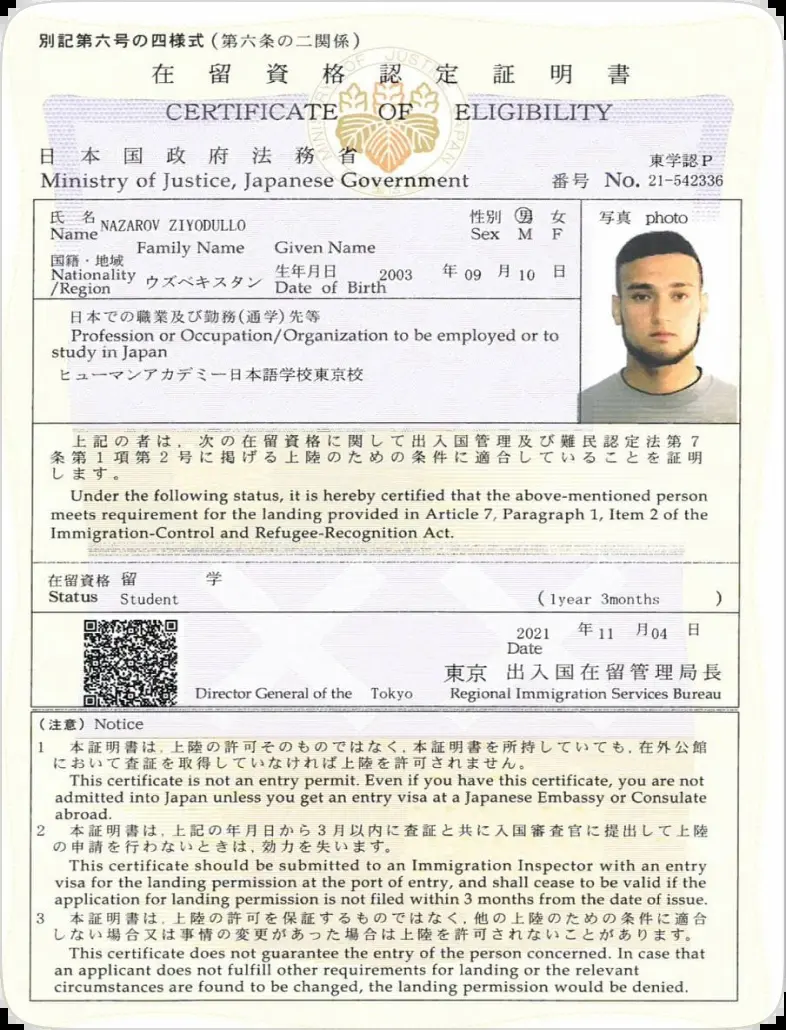 別記第六号の四様式(第六条の二関係)
在留資格認定証明書
CERTIFICATE OF ELIGIBILITY
日本国政府法務省
東学認P
Ministry of Justice, Japanese Government
番号 No. 21-542336
氏名 NAZAROV ZIYODULLO
Name
Family Name Given Name
性別 男 女
Sex M F
写真 photo
国籍・地域
Nationality
/Region
ウズベキスタン
生年月日 2003 年 09 月 10 日
Date of Birth
日本での職業及び勤務(通学)先等
Profession or Occupation/Organization to be employed or to
study in Japan
ヒューマンアカデミー日本語学校東京校
上記の者は,次の在留資格に関して出入国管理及び難民認定法第7
条第1項第2号に掲げる上陸のための条件に適合していることを証明
します。
Under the following status, it is hereby certified that the above-mentioned person
meets requirement for the landing provided in Article 7, Paragraph 1, Item 2 of the
Immigration-Control and Refugee-Recognition Act.
在留資格 留 学
Status Student
(1year 3months )
2021 年 11 月 04 日
Date
東京 出入国在留管理局長
Director General of the Tokyo Regional Immigration Services Bureau
(注意) Notice
1 本証明書は,上陸の許可そのものではなく,本証明書を所持していても,在外公館
において査証を取得していなければ上陸を許可されません。
This certificate is not an entry permit. Even if you have this certificate, you are not
admitted into Japan unless you get an entry visa at a Japanese Embassy or Consulate
abroad.
2 本証明書は,上記の年月日から3月以内に査証と共に入国審査官に提出して上陸
の申請を行わないときは,効力を失います。
This certificate should be submitted to an Immigration Inspector with an entry
visa for the landing permission at the port of entry, and shall cease to be valid if the
application for landing permission is not filed within 3 months from the date of issue.
3 本証明書は,上陸の許可を保証するものではなく,他の上陸のための条件に適合
しない場合又は事情の変更があった場合は上陸を許可されないことがあります。
This certificate does not guarantee the entry of the person concerned. In case that
an applicant does not fulfill other requirements for landing or the relevant
circumstances are found to be changed, the landing permission would be denied.